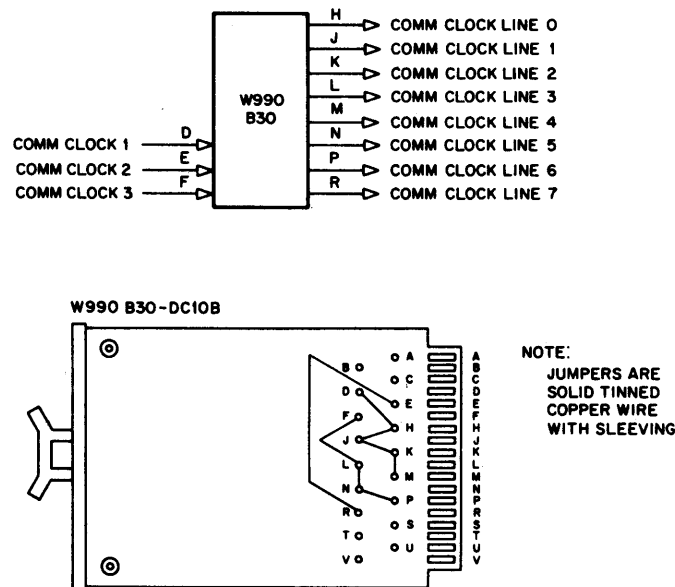 H COMM CLOCK LINE 0
J COMM CLOCK LINE 1
K COMM CLOCK LINE 2
L COMM CLOCK LINE 3
M COMM CLOCK LINE 4
N COMM CLOCK LINE 5
P COMM CLOCK LINE 6
R COMM CLOCK LINE 7
W990
B30
COMM CLOCK 1 D
COMM CLOCK 2 E
COMM CLOCK 3 F
W990 B30-DC10B
A A
B B
C C
D D
E E
F F
H H
J J
K K
L L
M M
N N
P P
R R
S S
T T
U U
V V
NOTE:
JUMPERS ARE
SOLID TINNED
COPPER WIRE
WITH SLEEVING